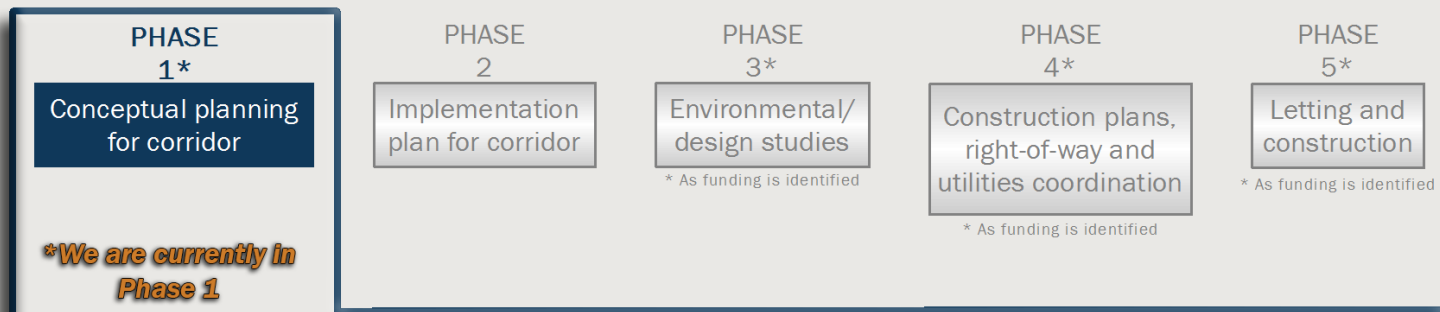 PHASE
1*
Conceptual planning
for corridor
*We are currently in
Phase 1
PHASE
2
Implementation
plan for corridor
PHASE
3*
Environmental/
design studies
* As funding is identified
PHASE
4*
Construction plans,
right-of-way and
utilities coordination
* As funding is identified
PHASE
5*
Letting and
construction
* As funding is identified